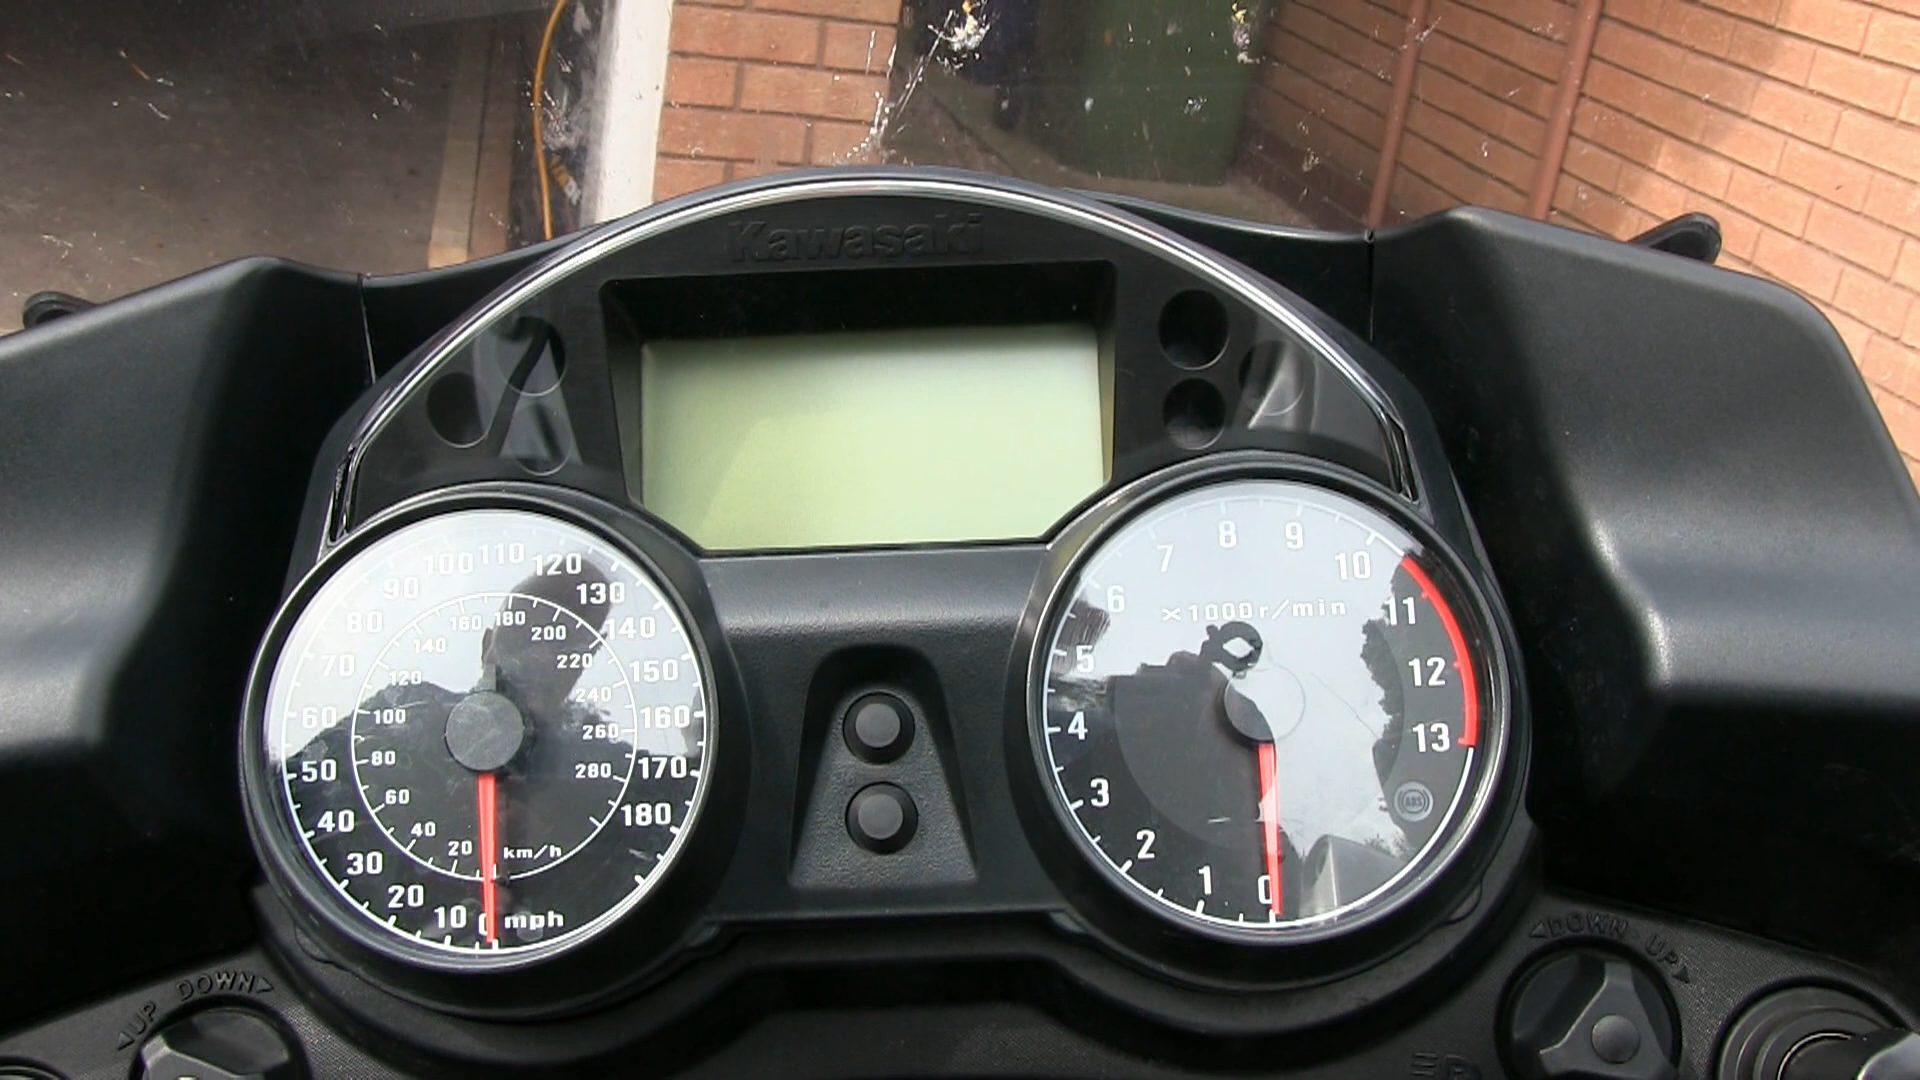 Kawasaki
0 10 20 30 40 50 60 70 80 90 100 110 120 130 140 150 160 170 180
mph
20 40 60 80 100 120 140 160 180 200 220 240 260 280
km/h
0 1 2 3 4 5 6 7 8 9 10 11 12 13
×1000r/min
ABS
◁UP DOWN▷
◁DOWN UP▷